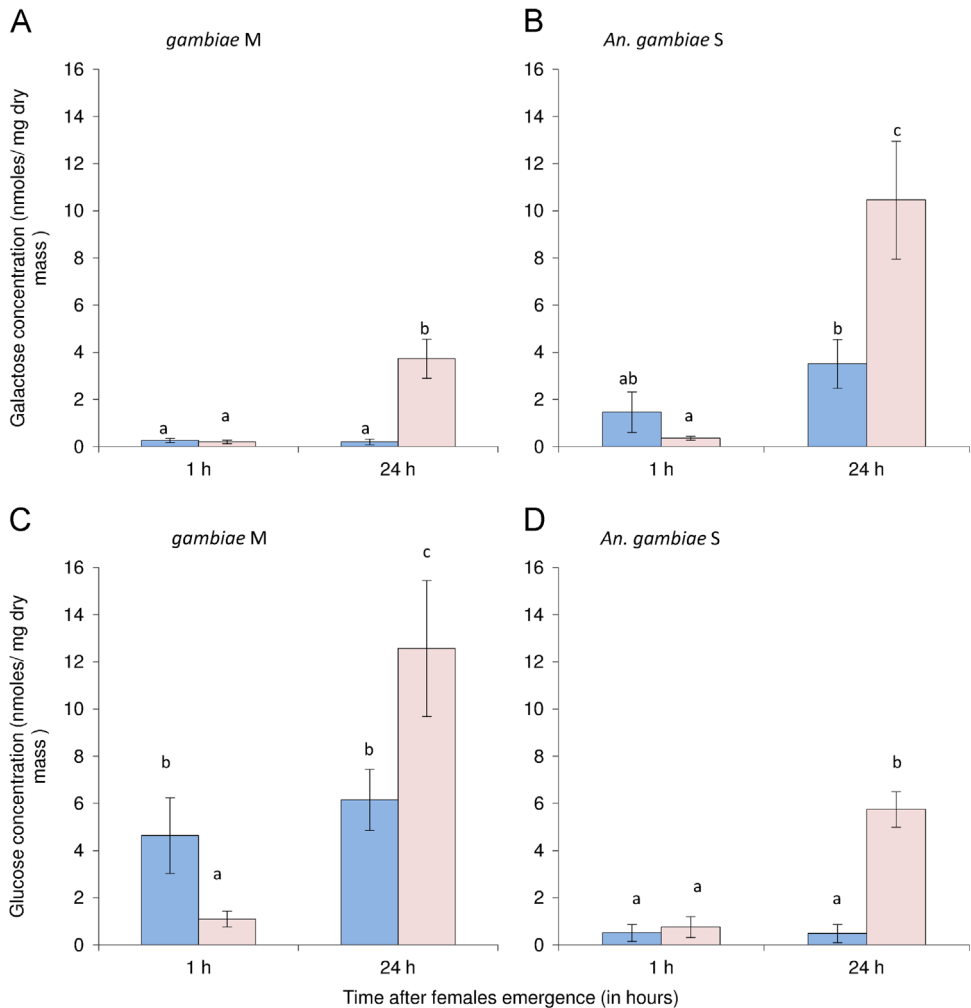 A
gambiae M
Galactose concentration (nmoles/ mg dry
mass )
16
14
12
10
8
6
4
2
0
a
a
a
b
1 h
24 h
B
An. gambiae S
16
14
12
10
8
6
4
2
0
ab
a
b
c
1 h
24 h
C
gambiae M
Glucose concentration (nmoles/ mg dry
mass )
16
14
12
10
8
6
4
2
0
b
a
b
c
1 h
24 h
D
An. gambiae S
16
14
12
10
8
6
4
2
0
a
a
a
b
1 h
24 h
Time after females emergence (in hours)